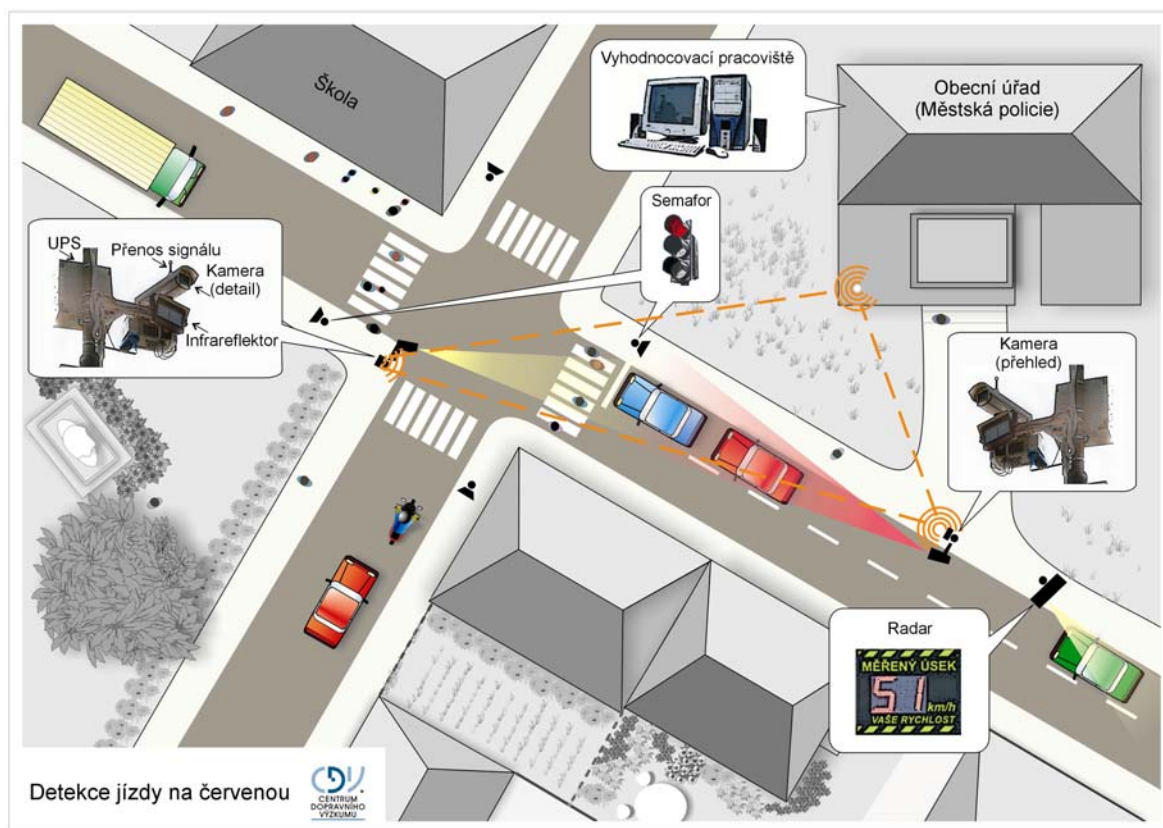 Vyhodnocovací pracoviště
Obecní úřad
(Městská policie)
Škola
Semafor
UPS
Přenos signálu
Kamera
(detail)
Infrareflektor
Kamera
(přehled)
Radar
MĚŘENÝ ÚSEK
51 km/h
VAŠE RYCHLOST
Detekce jízdy na červenou
CDV
CENTRUM
DOPRAVNÍHO
VÝZKUMU